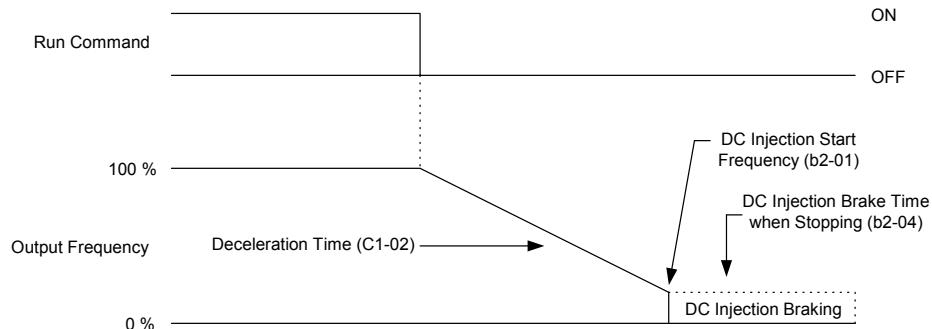 ON
Run Command
OFF
DC Injection Start
Frequency (b2-01)
100 %
DC Injection Brake Time
when Stopping (b2-04)
Output Frequency
Deceleration Time (C1-02)
DC Injection Braking
0 %